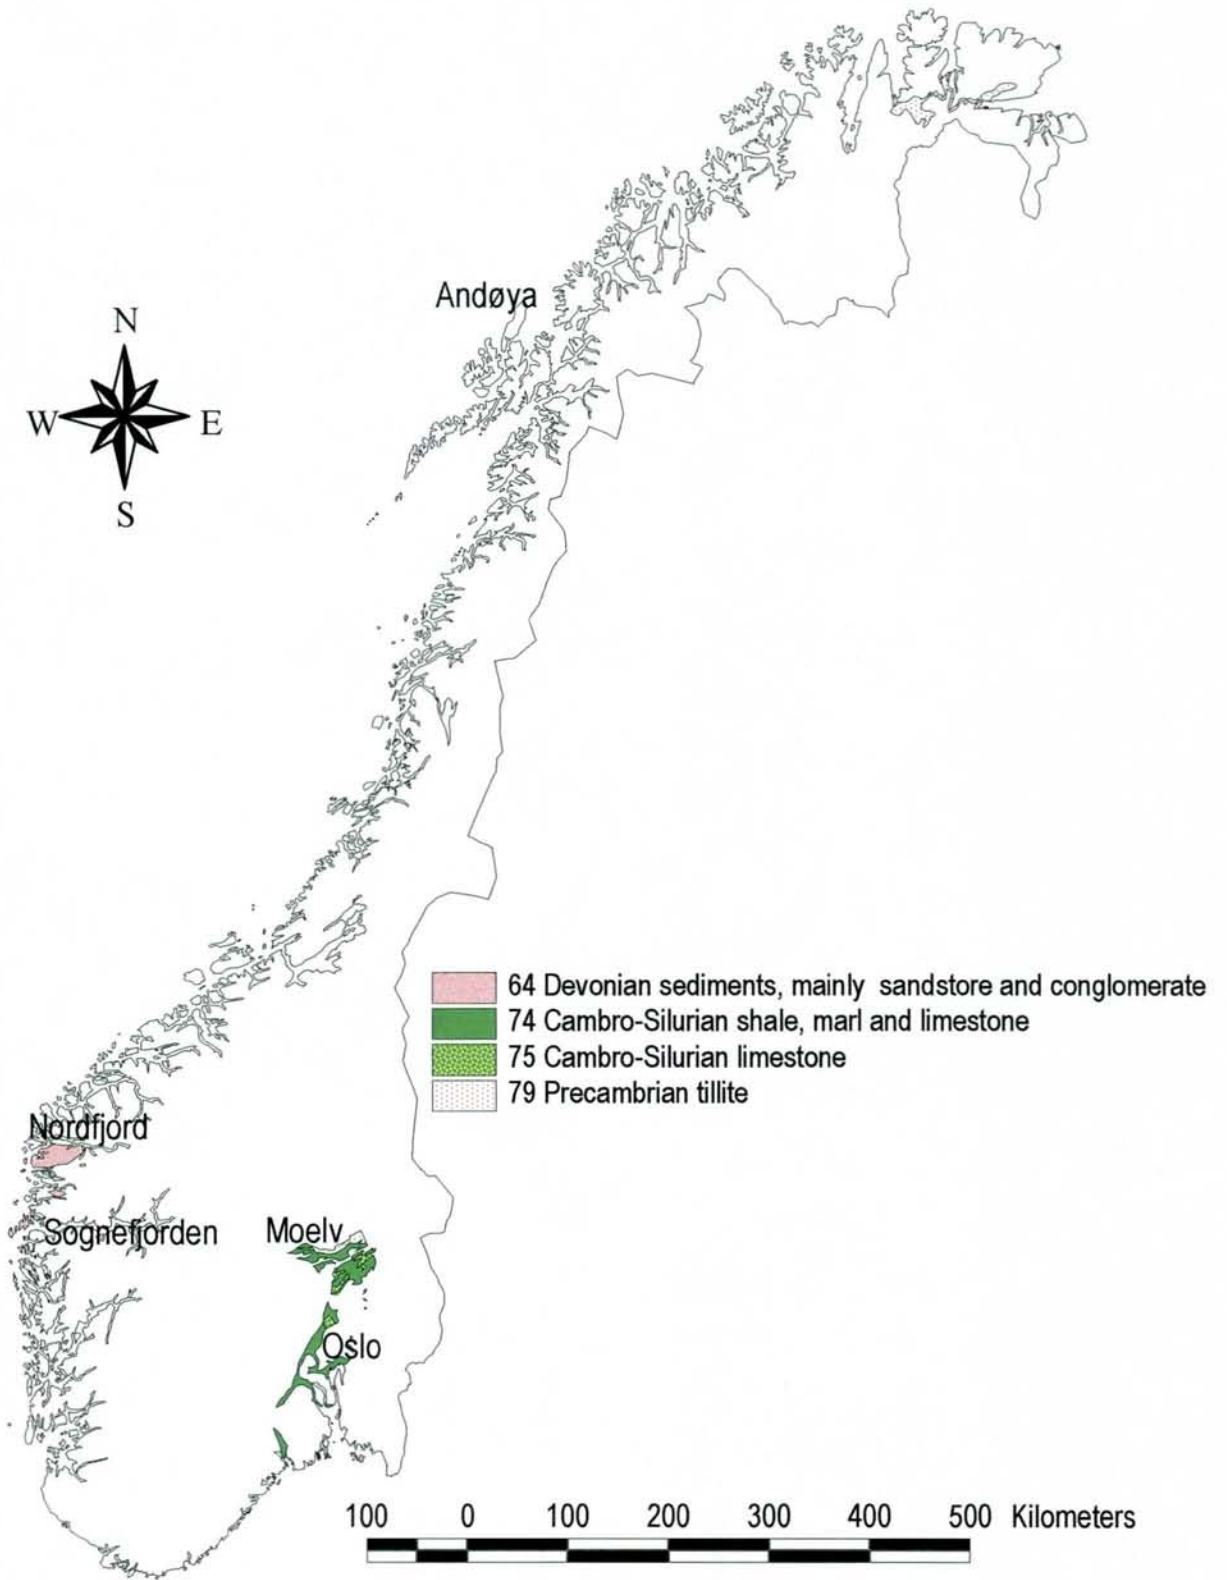 Andøya
N
W
E
S
64 Devonian sediments, mainly sandstore and conglomerate
74 Cambro-Silurian shale, marl and limestone
75 Cambro-Silurian limestone
79 Precambrian tillite
Nordfjord
Sognefjorden
Moelv
Oslo
100 0 100 200 300 400 500 Kilometers